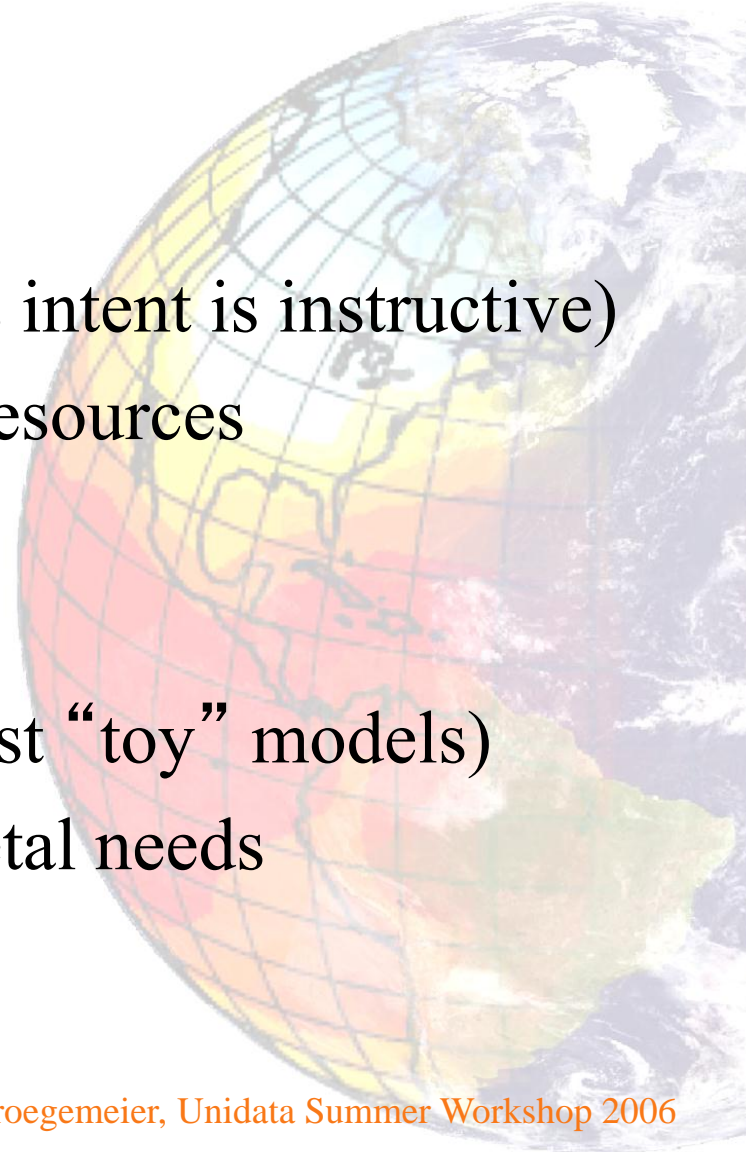 intent is instructive)
esources
st “toy” models)
tal needs
roegemeier, Unidata Summer Workshop 2006